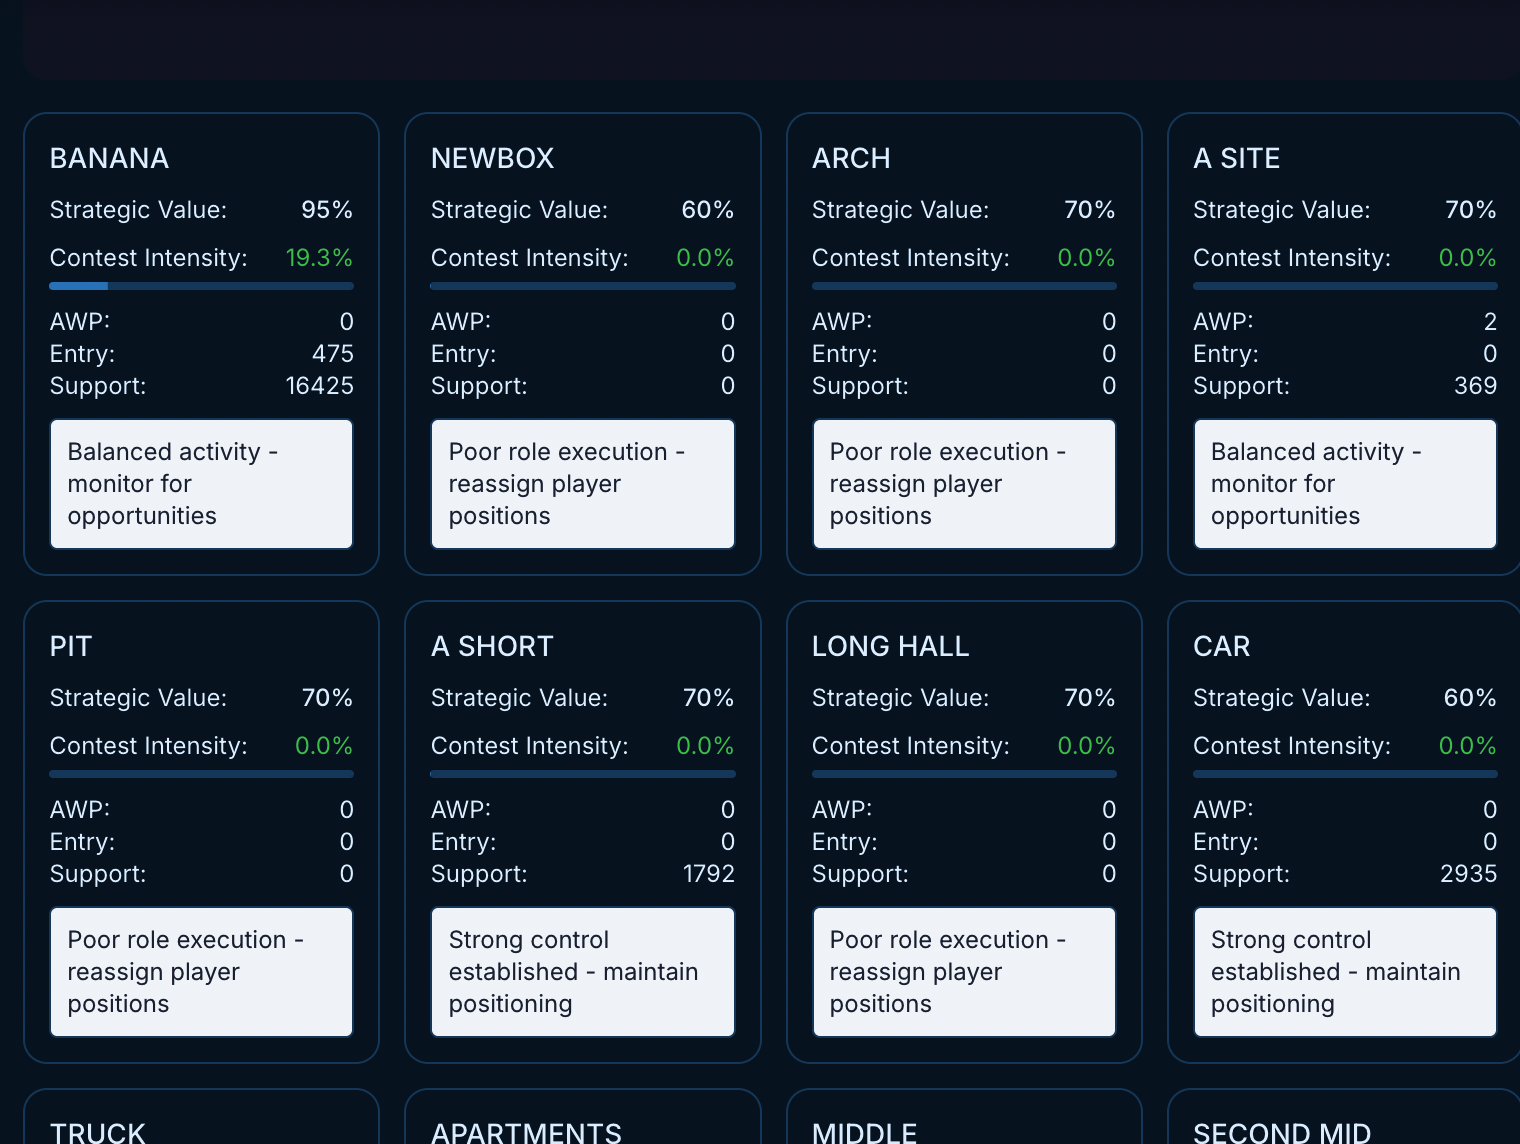 BANANA
Strategic Value: 95%
Contest Intensity: 19.3%
AWP: 0
Entry: 475
Support: 16425
Balanced activity -
monitor for
opportunities
NEWBOX
Strategic Value: 60%
Contest Intensity: 0.0%
AWP: 0
Entry: 0
Support: 0
Poor role execution -
reassign player
positions
ARCH
Strategic Value: 70%
Contest Intensity: 0.0%
AWP: 0
Entry: 0
Support: 0
Poor role execution -
reassign player
positions
A SITE
Strategic Value: 70%
Contest Intensity: 0.0%
AWP: 2
Entry: 0
Support: 369
Balanced activity -
monitor for
opportunities
PIT
Strategic Value: 70%
Contest Intensity: 0.0%
AWP: 0
Entry: 0
Support: 0
Poor role execution -
reassign player
positions
A SHORT
Strategic Value: 70%
Contest Intensity: 0.0%
AWP: 0
Entry: 0
Support: 1792
Strong control
established - maintain
positioning
LONG HALL
Strategic Value: 70%
Contest Intensity: 0.0%
AWP: 0
Entry: 0
Support: 0
Poor role execution -
reassign player
positions
CAR
Strategic Value: 60%
Contest Intensity: 0.0%
AWP: 0
Entry: 0
Support: 2935
Strong control
established - maintain
positioning
TRUCK
APARTMENTS
MIDDLE
SECOND MID